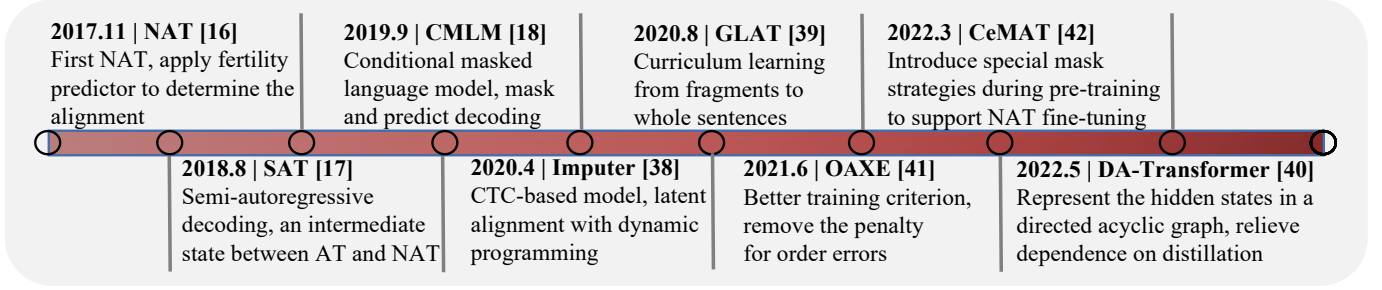 2017.11 | NAT [16]
First NAT, apply fertility
predictor to determine the
alignment
2018.8 | SAT [17]
Semi-autoregressive
decoding, an intermediate
state between AT and NAT
2019.9 | CMLM [18]
Conditional masked
language model, mask
and predict decoding
2020.4 | Imputer [38]
CTC-based model, latent
alignment with dynamic
programming
2020.8 | GLAT [39]
Curriculum learning
from fragments to
whole sentences
2021.6 | OAXE [41]
Better training criterion,
remove the penalty
for order errors
2022.3 | CeMAT [42]
Introduce special mask
strategies during pre-training
to support NAT fine-tuning
2022.5 | DA-Transformer [40]
Represent the hidden states in a
directed acyclic graph, relieve
dependence on distillation